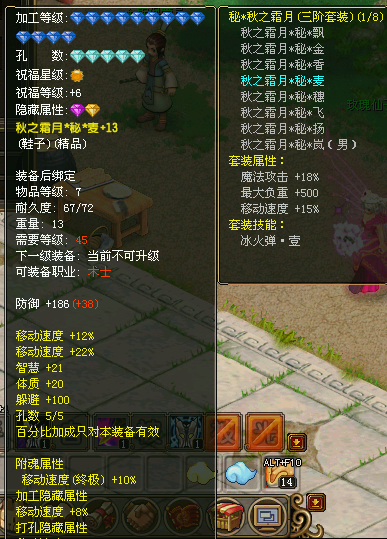 加工等级:
孔 数:
祝福星级:
祝福等级:+6
隐藏属性:
秋之霜月*秘*麦+13
(鞋子)(精品)
装备后绑定
物品等级: 7
耐久度: 67/72
重量: 13
需要等级: 45
下一级装备: 当前不可升级
可装备职业: 术士
防御 +186(+36)
移动速度 +12%
移动速度 +22%
智慧 +21
体质 +20
躲避 +100
孔数 5/5
百分比加成只对本装备有效
附魂属性
移动速度(终极) +10%
加工隐藏属性
移动速度 +8%
打孔隐藏属性
秘*秋之霜月(三阶套装)(1/8)
秋之霜月*秘*飘
秋之霜月*秘*金
秋之霜月*秘*香
秋之霜月*秘*麦
秋之霜月*秘*穗
秋之霜月*秘*飞
秋之霜月*秘*扬
秋之霜月*秘*岚(男)
套装属性:
魔法攻击 +18%
最大负重 +500
移动速度 +15%
套装技能:
冰火弹·壹
ALT+F10
14
1
1